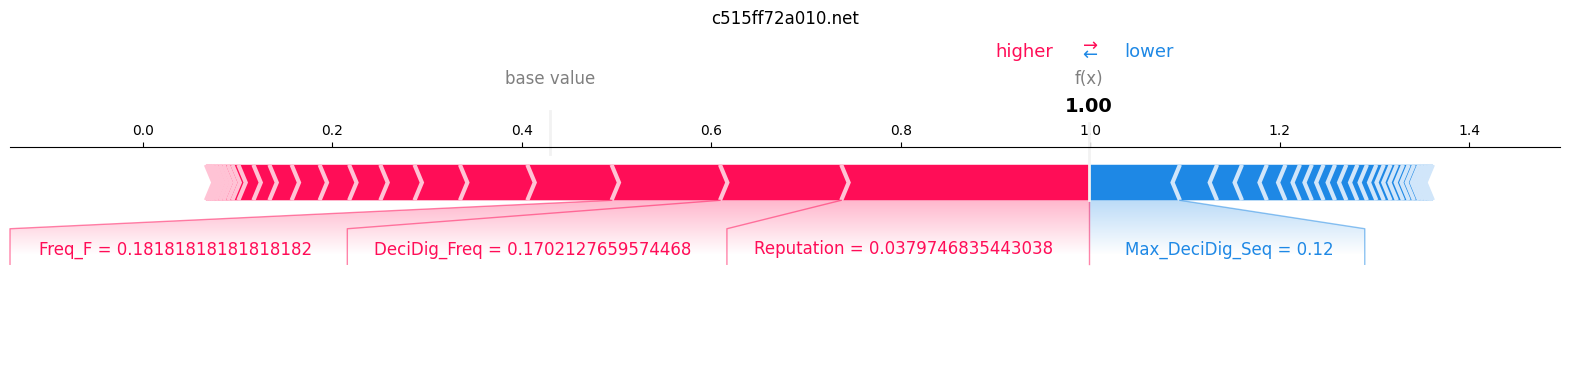 c515ff72a010.net
higher ⇄ lower
base value f(x)
1.00
0.0 0.2 0.4 0.6 0.8 1.0 1.2 1.4
Freq_F = 0.18181818181818182 DeciDig_Freq = 0.1702127659574468 Reputation = 0.0379746835443038 Max_DeciDig_Seq = 0.12